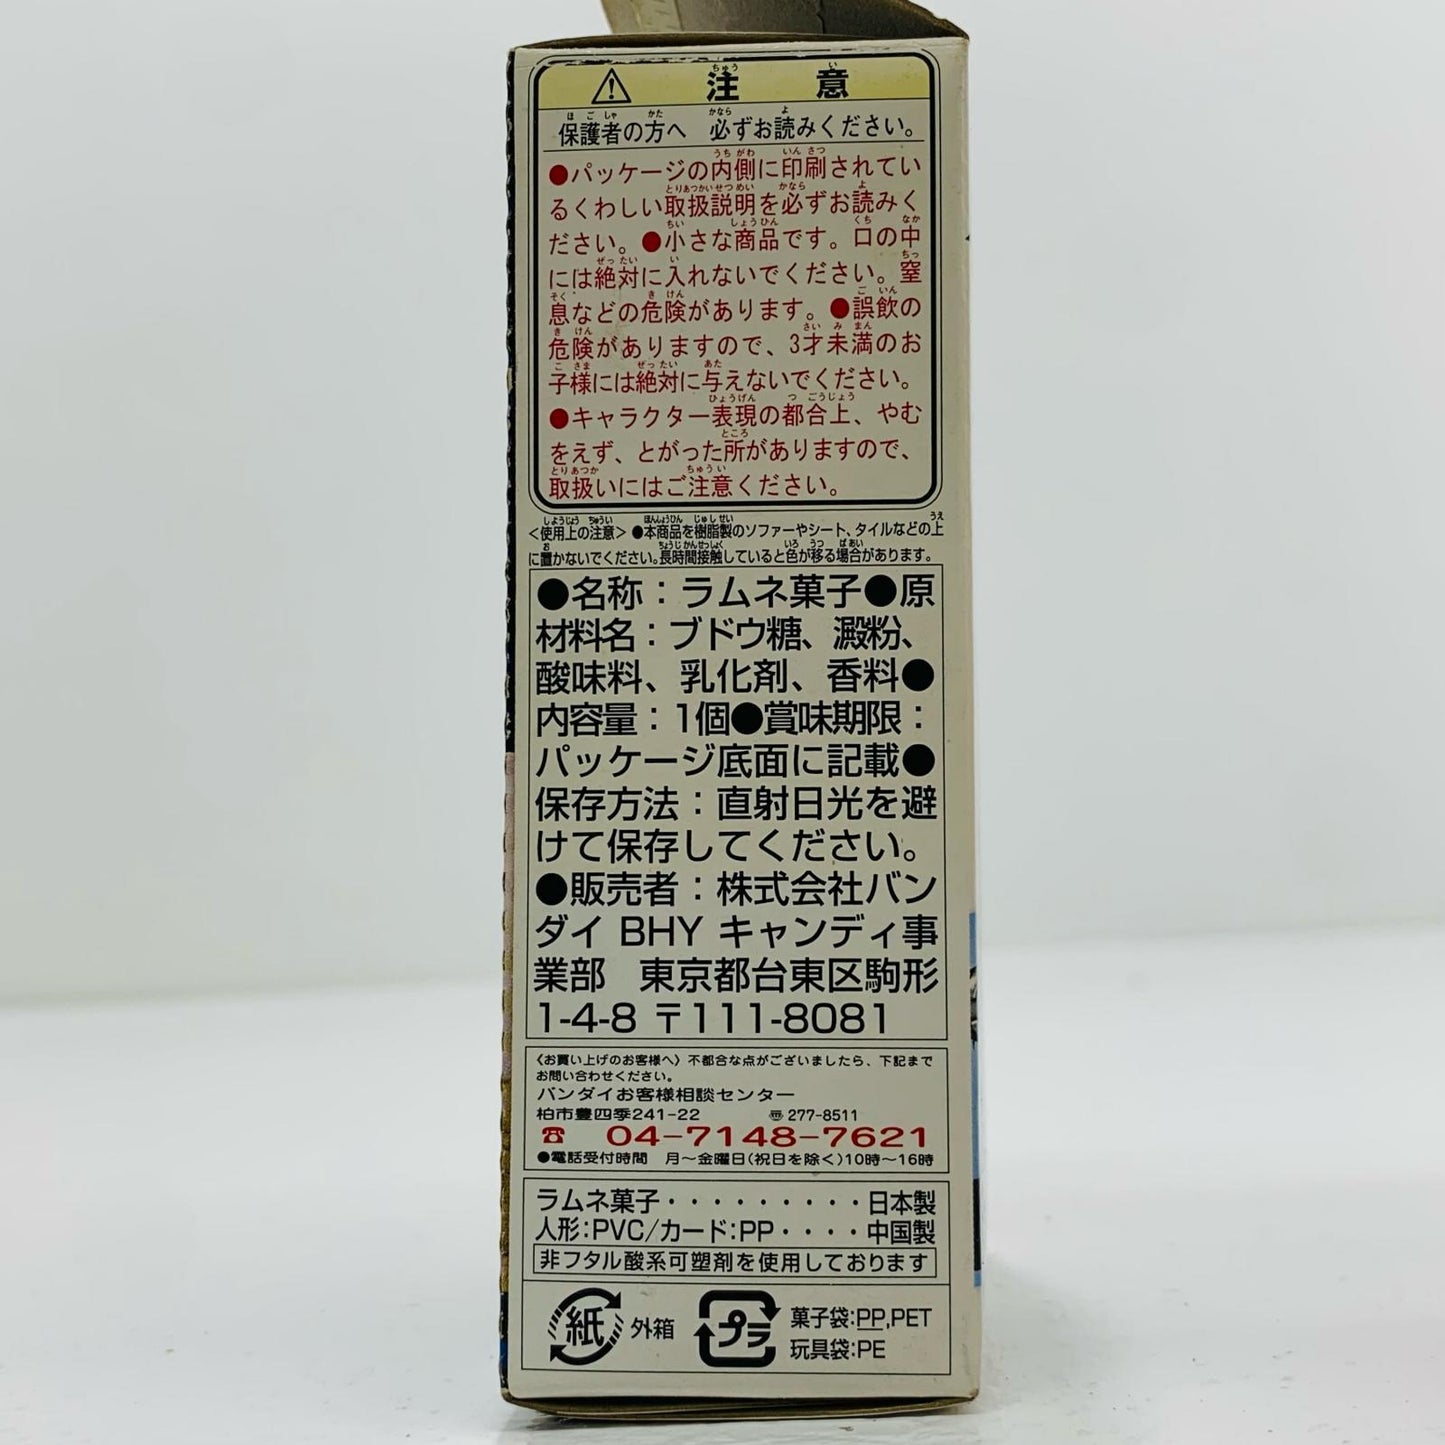 ⚠ 注意
保護者の方へ 必ずお読みください。
●パッケージの内側に印刷されてい
るくわしい取扱説明を必ずお読みく
ださい。●小さな商品です。口の中
には絶対に入れないでください。窒
息などの危険があります。●誤飲の
危険がありますので、3才未満のお
子様には絶対に与えないでください。
●キャラクター表現の都合上、やむ
をえず、とがった所がありますので、
取扱いにはご注意ください。
<使用上の注意>●本商品を樹脂製のソファーやシート、タイルなどの上
に置かないでください。長時間接触していると色が移る場合があります。
●名称：ラムネ菓子●原
材料名：ブドウ糖、澱粉、
酸味料、乳化剤、香料●
内容量：1個●賞味期限：
パッケージ底面に記載●
保存方法：直射日光を避
けて保存してください。
●販売者：株式会社バン
ダイ BHY キャンディ事
業部 東京都台東区駒形
1-4-8 〒111-8081
〈お買い上げのお客様へ〉不都合な点がございましたら、下記まで
お問い合わせください。
バンダイお客様相談センター
柏市豊四季241-22 〠 277-8511
☎ 04-7148-7621
●電話受付時間 月～金曜日(祝日を除く)10時～16時
ラムネ菓子・・・・・・・・・日本製
人形：PVC/カード：PP・・・・中国製
非フタル酸系可塑剤を使用しております
紙 外箱 プラ 菓子袋：PP,PET
玩具袋：PE